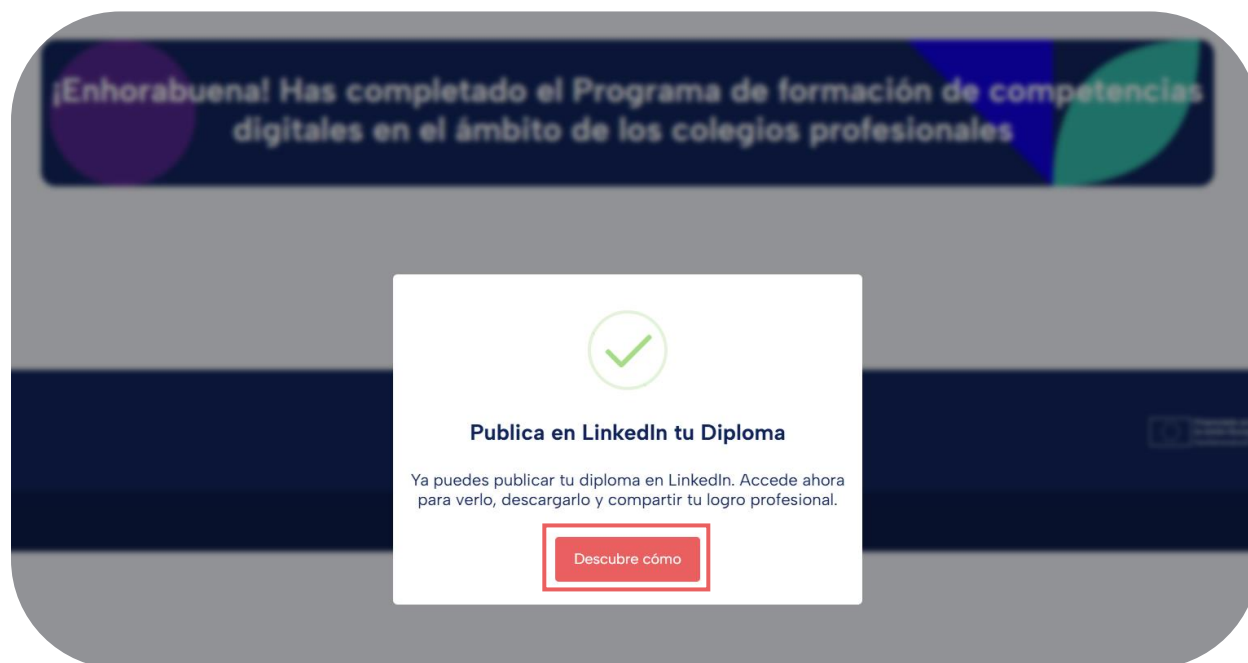 ¡Enhorabuena! Has completado el Programa de formación de competencias
digitales en el ámbito de los colegios profesionales
Publica en LinkedIn tu Diploma
Ya puedes publicar tu diploma en LinkedIn. Accede ahora
para verlo, descargarlo y compartir tu logro profesional.
Descubre cómo